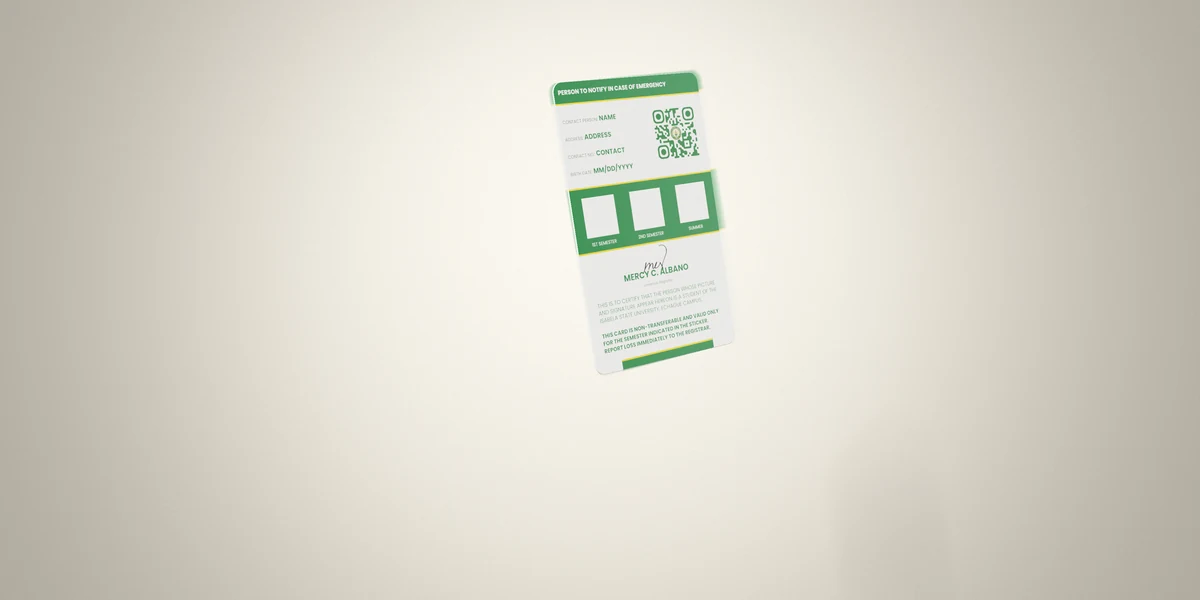 PERSON TO NOTIFY IN CASE OF EMERGENCY
CONTACT PERSON: NAME
ADDRESS: ADDRESS
CONTACT NO: CONTACT
BIRTH DATE: MM/DD/YYYY
1ST SEMESTER
2ND SEMESTER
SUMMER
MERCY C. ALBANO
THIS IS TO CERTIFY THAT THE PERSON WHOSE PICTURE
AND SIGNATURE APPEAR HEREON IS A STUDENT OF THE
ISABELA STATE UNIVERSITY ECHAGUE CAMPUS.
THIS CARD IS NON-TRANSFERABLE AND VALID ONLY
FOR THE SEMESTER INDICATED IN THE STICKER.
REPORT LOSS IMMEDIATELY TO THE REGISTRAR.